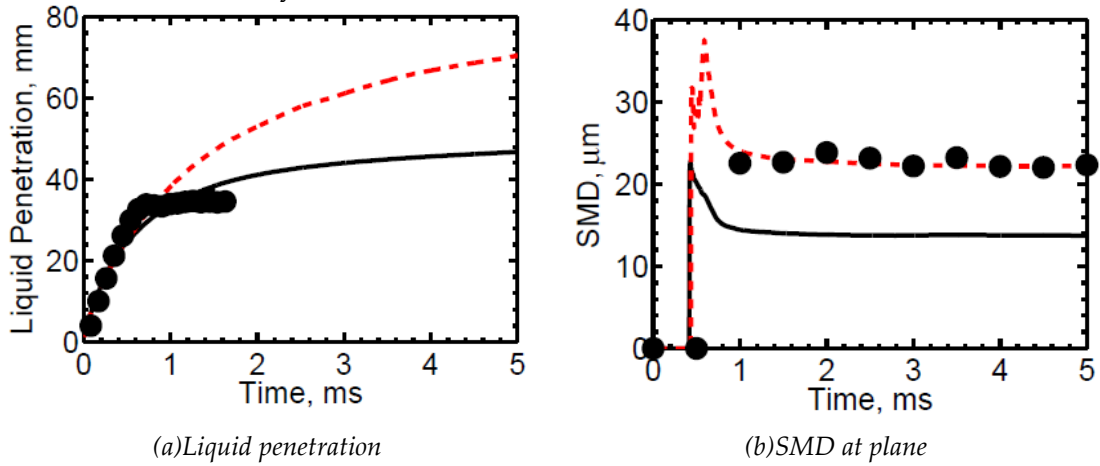 80
60
40
20
0
Liquid Penetration, mm
0 1 2 3 4 5
Time, ms
(a)Liquid penetration
40
30
20
10
0
SMD, µm
0 1 2 3 4 5
Time, ms
(b)SMD at plane